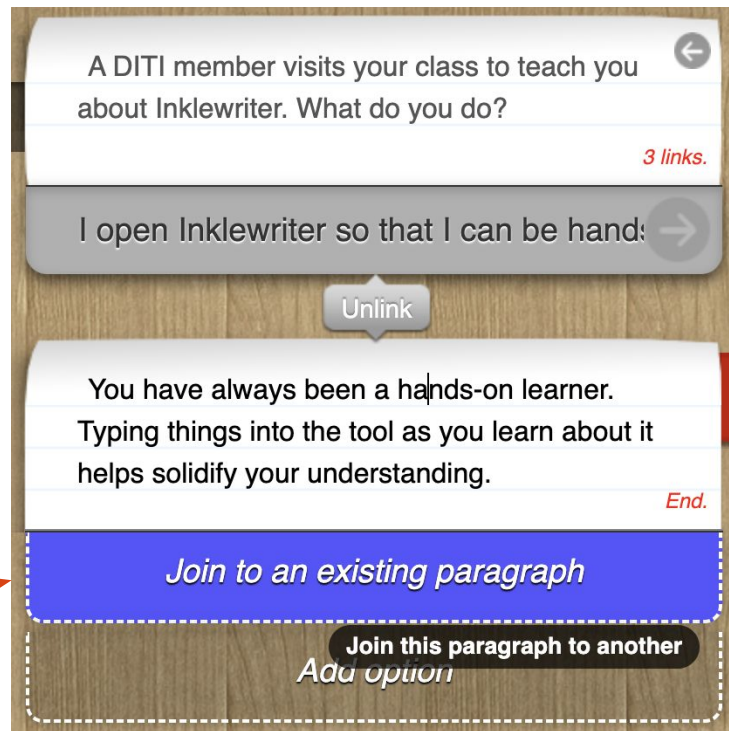 A DITI member visits your class to teach you
about Inklewriter. What do you do?
3 links.
I open Inklewriter so that I can be hands
Unlink
You have always been a hands-on learner.
Typing things into the tool as you learn about it
helps solidify your understanding.
End.
Join to an existing paragraph
Join this paragraph to another
Add option